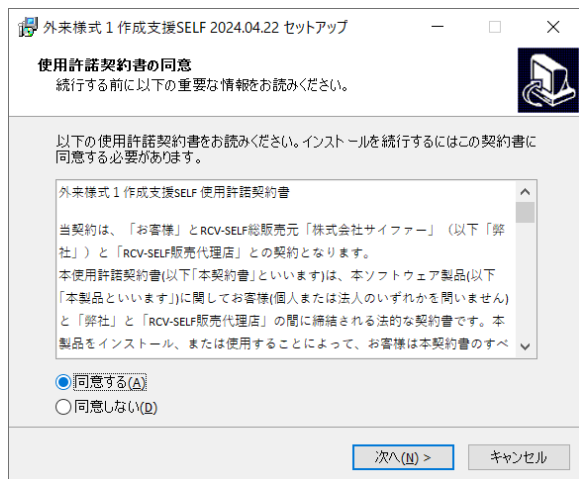 外来様式１作成支援SELF 2024.04.22 セットアップ
使用許諾契約書の同意
続行する前に以下の重要な情報をお読みください。
以下の使用許諾契約書をお読みください。インストールを続行するにはこの契約書に
同意する必要があります。
外来様式１作成支援SELF 使用許諾契約書
当契約は、「お客様」とRCV-SELF総販売元「株式会社サイファー」（以下「弊
社」）と「RCV-SELF販売代理店」との契約となります。
本使用許諾契約書(以下｢本契約書｣といいます)は、本ソフトウェア製品(以下
｢本製品といいます｣)に関してお客様(個人または法人のいずれかを問いません)
と「弊社」と「RCV-SELF販売代理店」の間に締結される法的な契約書です。本
製品をインストール、または使用することによって、お客様は本契約書のすべ
同意する(A)
同意しない(D)
次へ(N) >
キャンセル